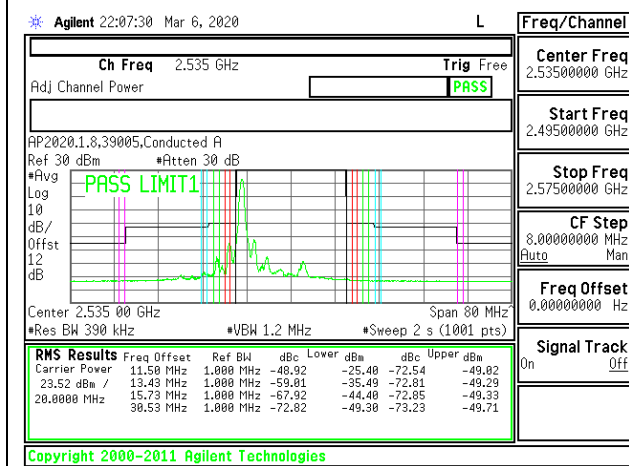 Agilent 22:07:30 Mar 6, 2020 L
Freq/Channel
Ch Freq 2.535 GHz Trig Free
Adj Channel Power PASS
AP2020.1.8,39005,Conducted A
Ref 30 dBm #Atten 30 dB
#Avg
Log
10
dB/
Offst
12
dB
PASS LIMIT1
Center 2.535 00 GHz Span 80 MHz^
#Res BW 390 kHz #VBW 1.2 MHz #Sweep 2 s (1001 pts)
RMS Results Freq Offset Ref BW dBc Lower dBm dBc Upper dBm
Carrier Power 11.50 MHz 1.000 MHz -48.92 -25.40 -72.54 -49.02
23.52 dBm / 13.43 MHz 1.000 MHz -59.01 -35.49 -72.81 -49.29
20.0000 MHz 15.73 MHz 1.000 MHz -67.92 -44.40 -72.85 -49.33
30.53 MHz 1.000 MHz -72.82 -49.30 -73.23 -49.71
Copyright 2000-2011 Agilent Technologies
Center Freq
2.53500000 GHz
Start Freq
2.49500000 GHz
Stop Freq
2.57500000 GHz
CF Step
8.00000000 MHz
Auto Man
Freq Offset
0.00000000 Hz
Signal Track
On Off